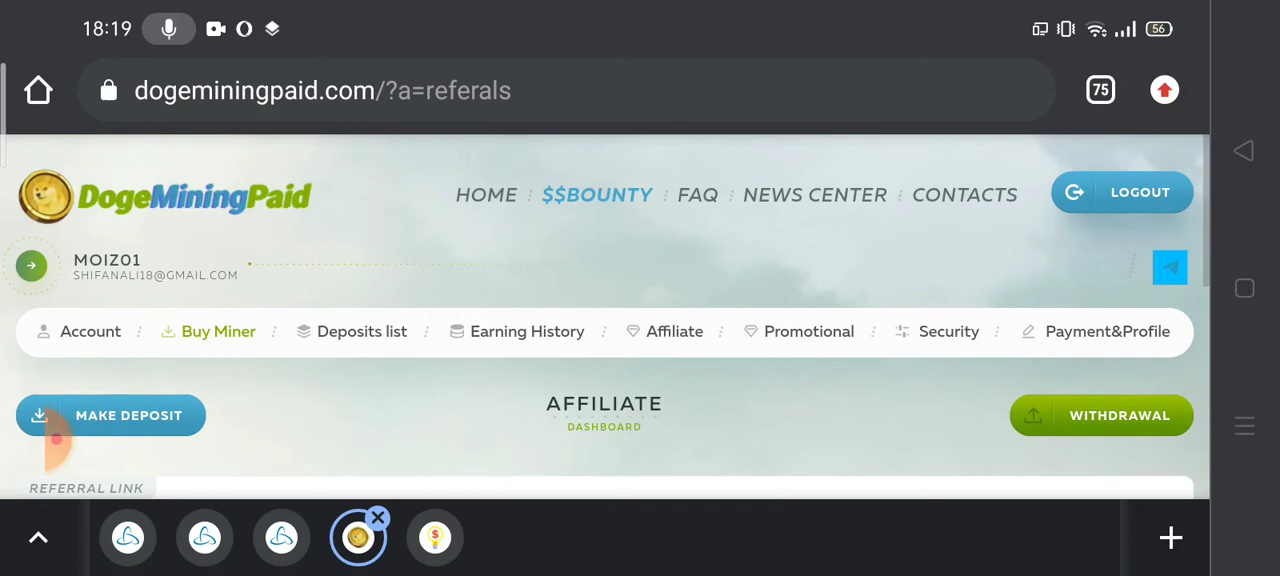 18:19 56
dogeminingpaid.com/?a=referals 75
DogeMiningPaid HOME $$BOUNTY FAQ NEWS CENTER CONTACTS LOGOUT
MOIZ01
SHIFANALI18@GMAIL.COM
Account Buy Miner Deposits list Earning History Affiliate Promotional Security Payment&Profile
MAKE DEPOSIT AFFILIATE WITHDRAWAL
DASHBOARD
REFERRAL LINK